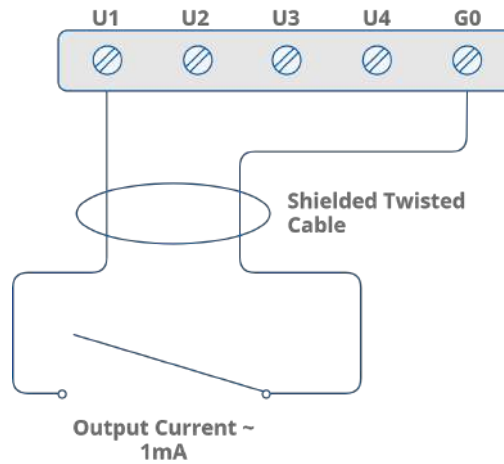 U1 U2 U3 U4 G0
Shielded Twisted
Cable
Output Current ~
1mA